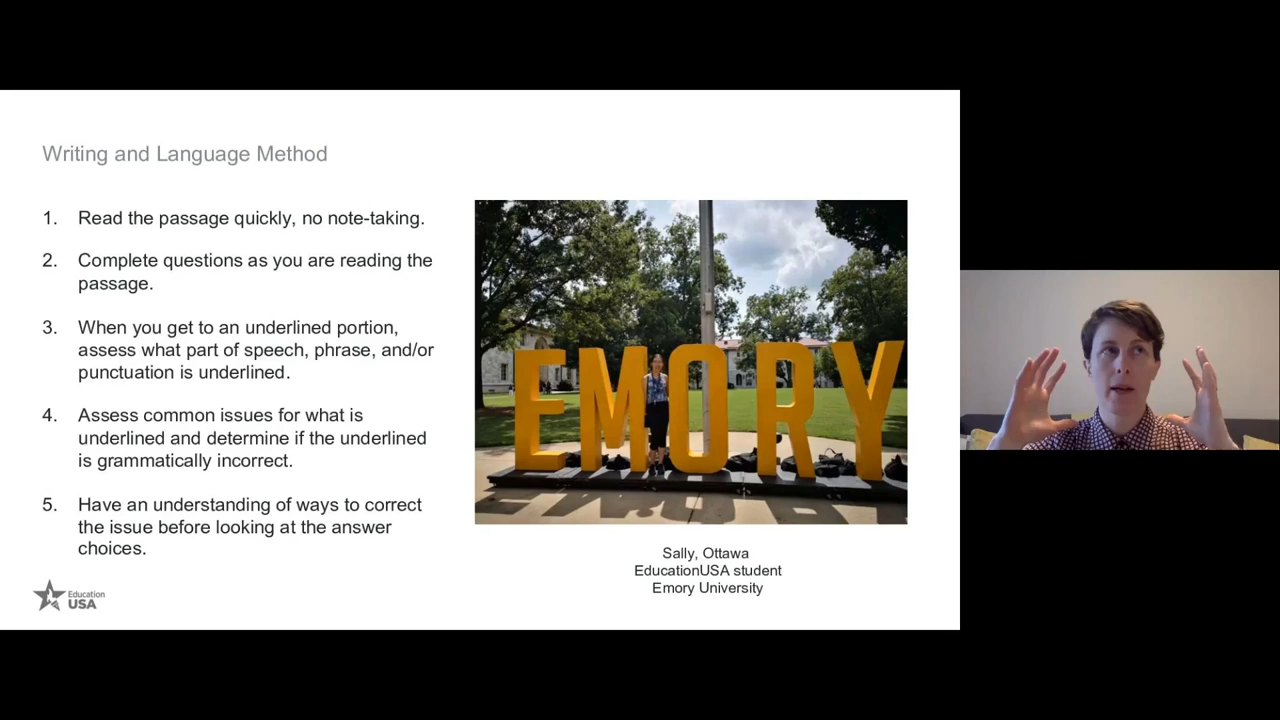 Writing and Language Method
1. Read the passage quickly, no note-taking.
2. Complete questions as you are reading the
passage.
3. When you get to an underlined portion,
assess what part of speech, phrase, and/or
punctuation is underlined.
4. Assess common issues for what is
underlined and determine if the underlined
is grammatically incorrect.
5. Have an understanding of ways to correct
the issue before looking at the answer
choices.
EMORY
Sally, Ottawa
EducationUSA student
Emory University
Education
USA